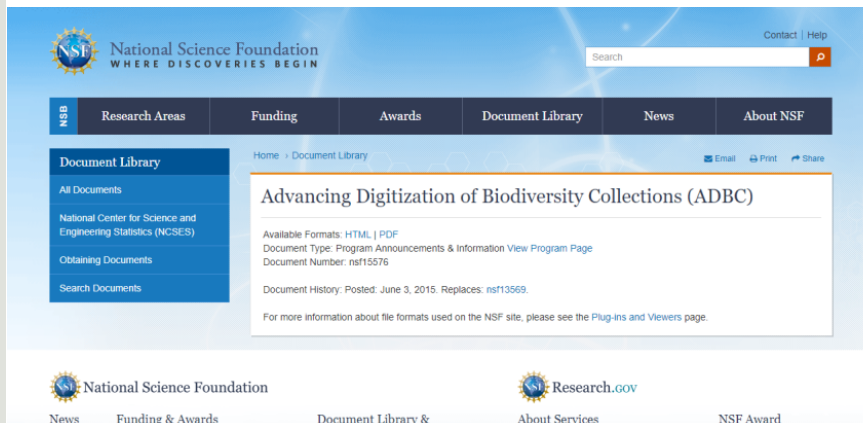 Contact | Help
National Science Foundation
WHERE DISCOVERIES BEGIN
Search
NSF
NSB
Research Areas
Funding
Awards
Document Library
News
About NSF
Document Library
All Documents
National Center for Science and
Engineering Statistics (NCSES)
Obtaining Documents
Search Documents
Home › Document Library
Email Print Share
Advancing Digitization of Biodiversity Collections (ADBC)
Available Formats: HTML | PDF
Document Type: Program Announcements & Information View Program Page
Document Number: nsf15576
Document History: Posted: June 3, 2015. Replaces: nsf13569.
For more information about file formats used on the NSF site, please see the Plug-ins and Viewers page.
NSF National Science Foundation
NSF Research.GOV
News
Funding & Awards
Document Library &
About Services
NSF Award